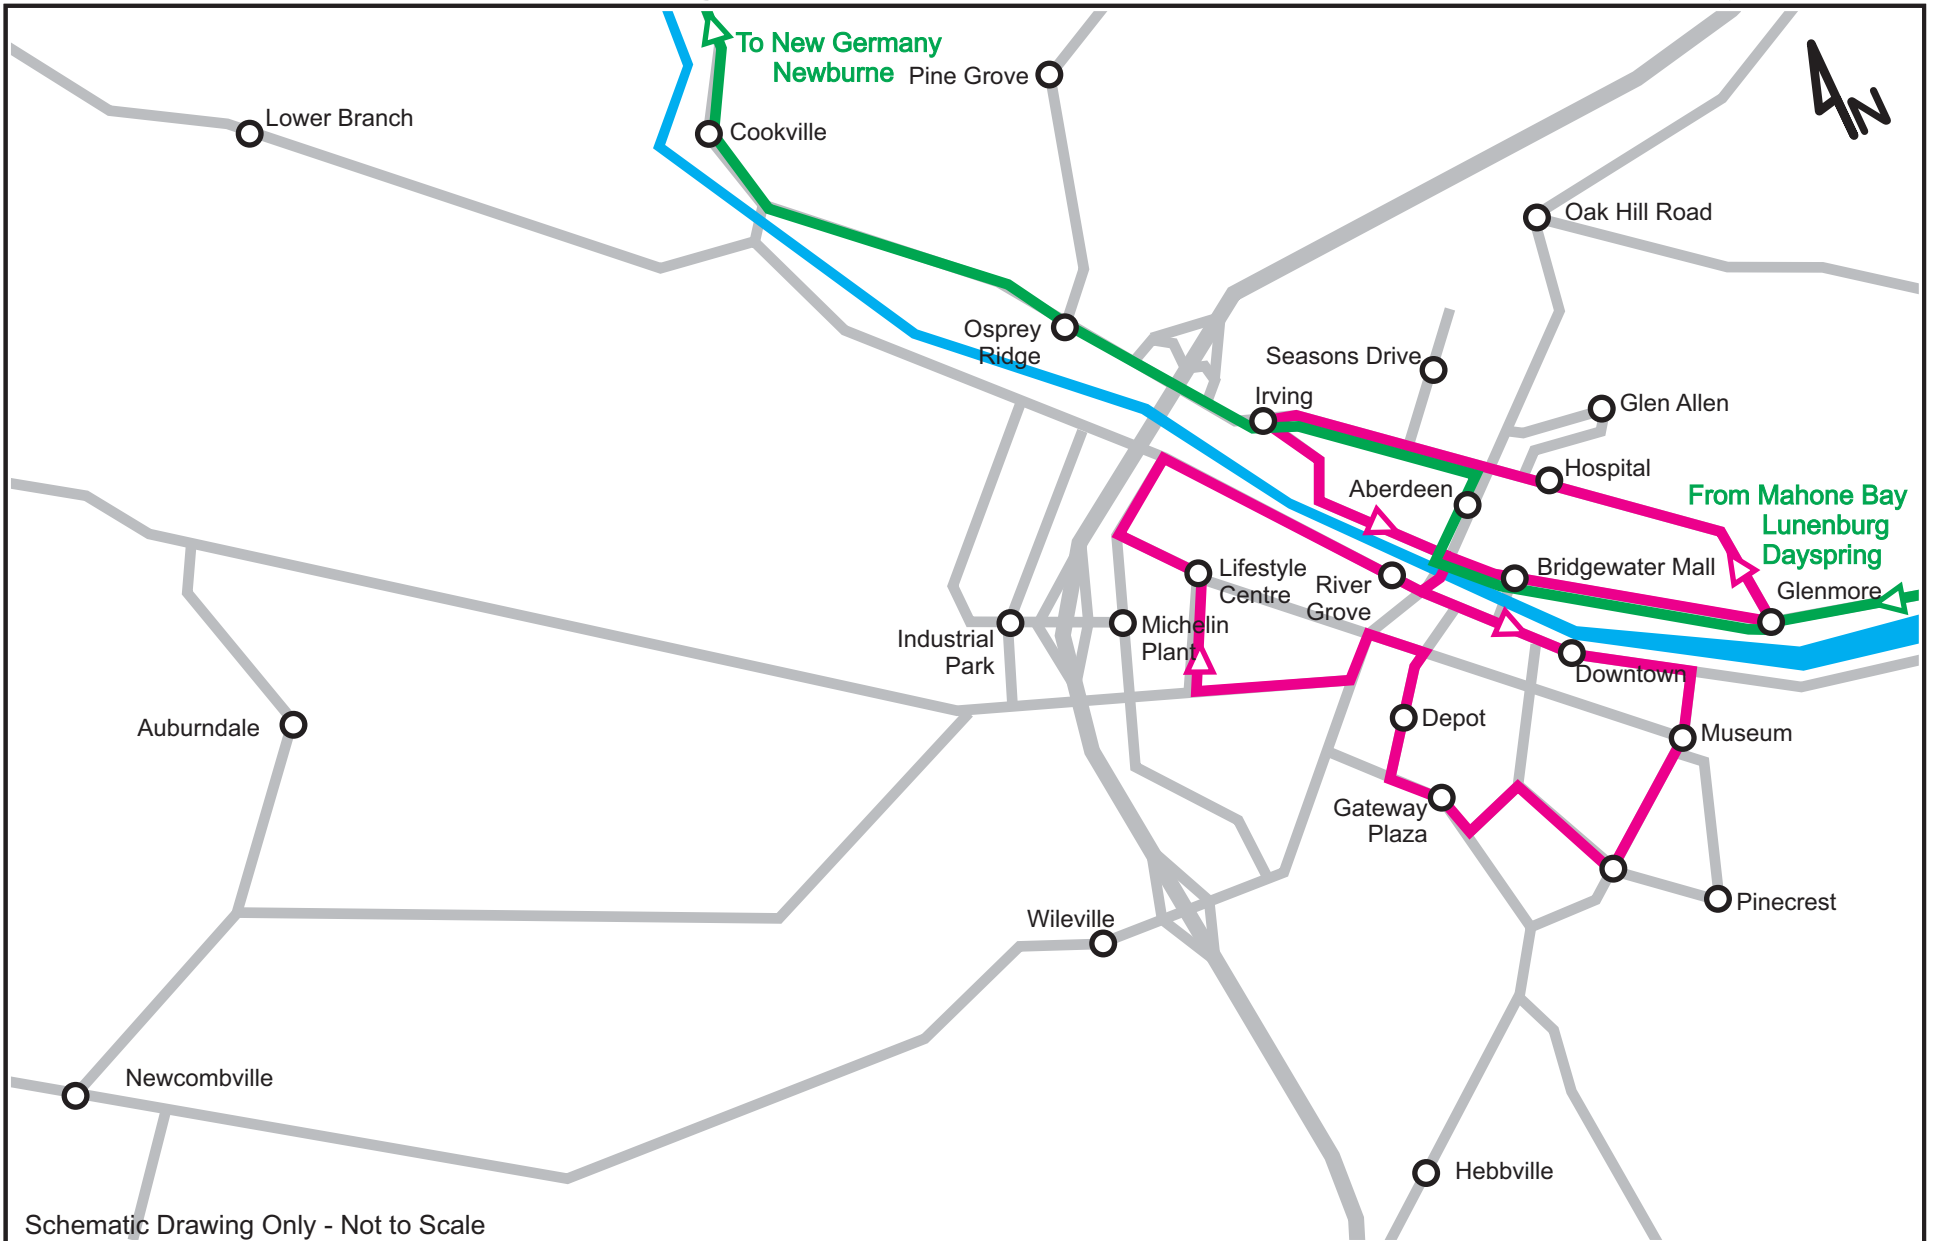 To New Germany
Newburne
Pine Grove
Lower Branch
Cookville
N
Oak Hill Road
Osprey
Ridge
Seasons Drive
Irving
Glen Allen
Hospital
Aberdeen
From Mahone Bay
Lunenburg
Dayspring
Bridgewater Mall
Glenmore
Lifestyle
Centre
River
Grove
Industrial
Park
Michelin
Plant
Downtown
Auburndale
Depot
Museum
Gateway
Plaza
Pinecrest
Wileville
Newcombville
Hebbville
Schematic Drawing Only - Not to Scale